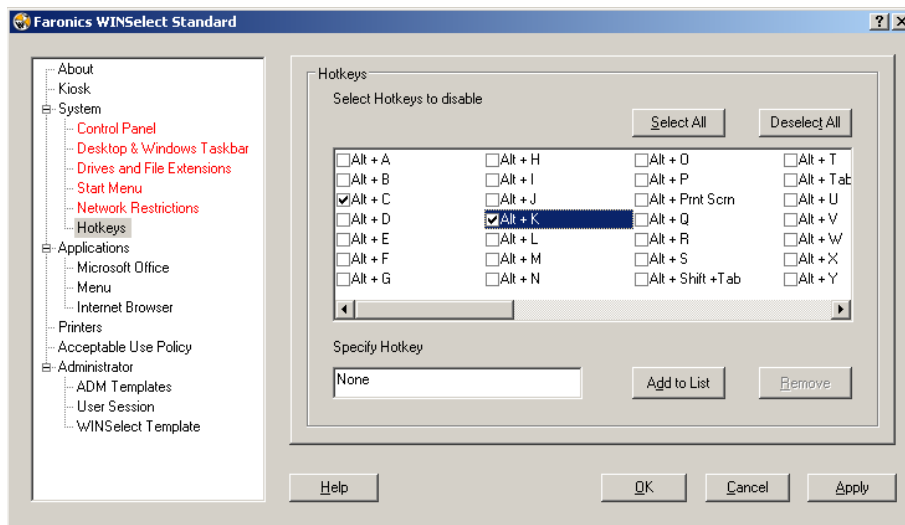 Faronics WINSelect Standard
About
Kiosk
System
Control Panel
Desktop & Windows Taskbar
Drives and File Extensions
Start Menu
Network Restrictions
Hotkeys
Applications
Microsoft Office
Menu
Internet Browser
Printers
Acceptable Use Policy
Administrator
ADM Templates
User Session
WINSelect Template
Hotkeys
Select Hotkeys to disable
Select All Deselect All
Alt + A Alt + H Alt + O Alt + T
Alt + B Alt + I Alt + P Alt + Tab
Alt + C Alt + J Alt + Prnt Scrn Alt + U
Alt + D Alt + K Alt + Q Alt + V
Alt + E Alt + L Alt + R Alt + W
Alt + F Alt + M Alt + S Alt + X
Alt + G Alt + N Alt + Shift +Tab Alt + Y
Specify Hotkey
None Add to List Remove
Help OK Cancel Apply